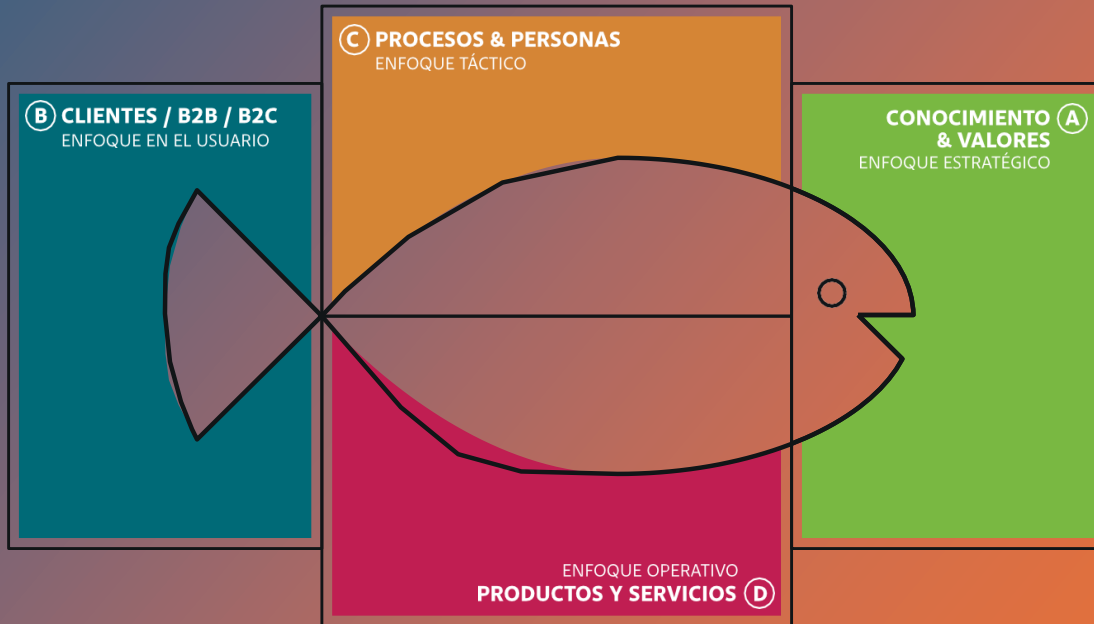 C PROCESOS & PERSONAS
ENFOQUE TÁCTICO
B CLIENTES / B2B / B2C
ENFOQUE EN EL USUARIO
CONOCIMIENTO A
& VALORES
ENFOQUE ESTRATÉGICO
ENFOQUE OPERATIVO
PRODUCTOS Y SERVICIOS D